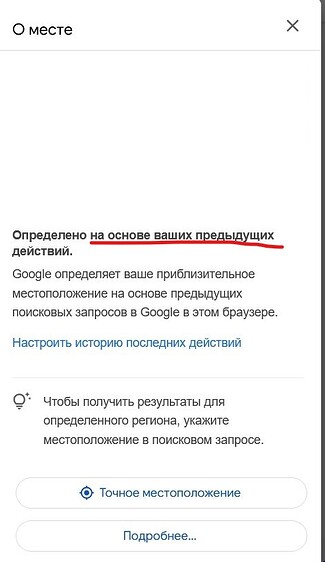 О месте
Определено на основе ваших предыдущих
действий.
Google определяет ваше приблизительное
местоположение на основе предыдущих
поисковых запросов в Google в этом браузере.
Настроить историю последних действий
Чтобы получить результаты для
определенного региона, укажите
местоположение в поисковом запросе.
Точное местоположение
Подробнее...